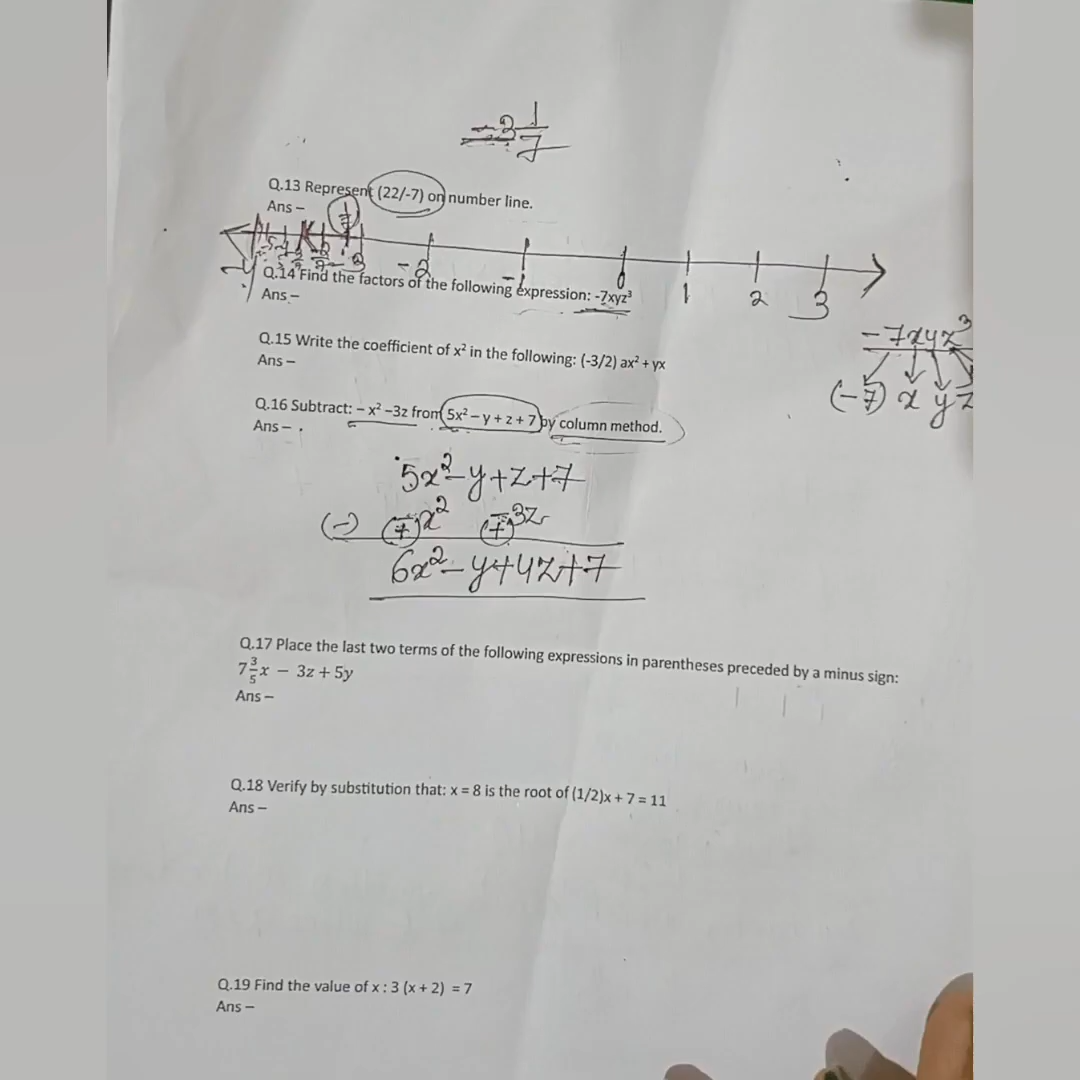 -3 1/7
Q.13 Represent (22/-7) on number line.
Ans –
-3 -2 -1 0 1 2 3
Q.14 Find the factors of the following expression: -7xyz³
Ans –
-7xyz³
(-7) x y z
Q.15 Write the coefficient of x² in the following: (-3/2) ax² + yx
Ans –
Q.16 Subtract: – x² –3z from 5x² – y + z + 7 by column method.
Ans –
5x²-y+z+7
(-) (+)x² (+)-3z
6x²-y+4z+7
Q.17 Place the last two terms of the following expressions in parentheses preceded by a minus sign:
7 3/5 x – 3z + 5y
Ans –
Q.18 Verify by substitution that: x = 8 is the root of (1/2)x + 7 = 11
Ans –
Q.19 Find the value of x : 3 (x + 2) = 7
Ans –